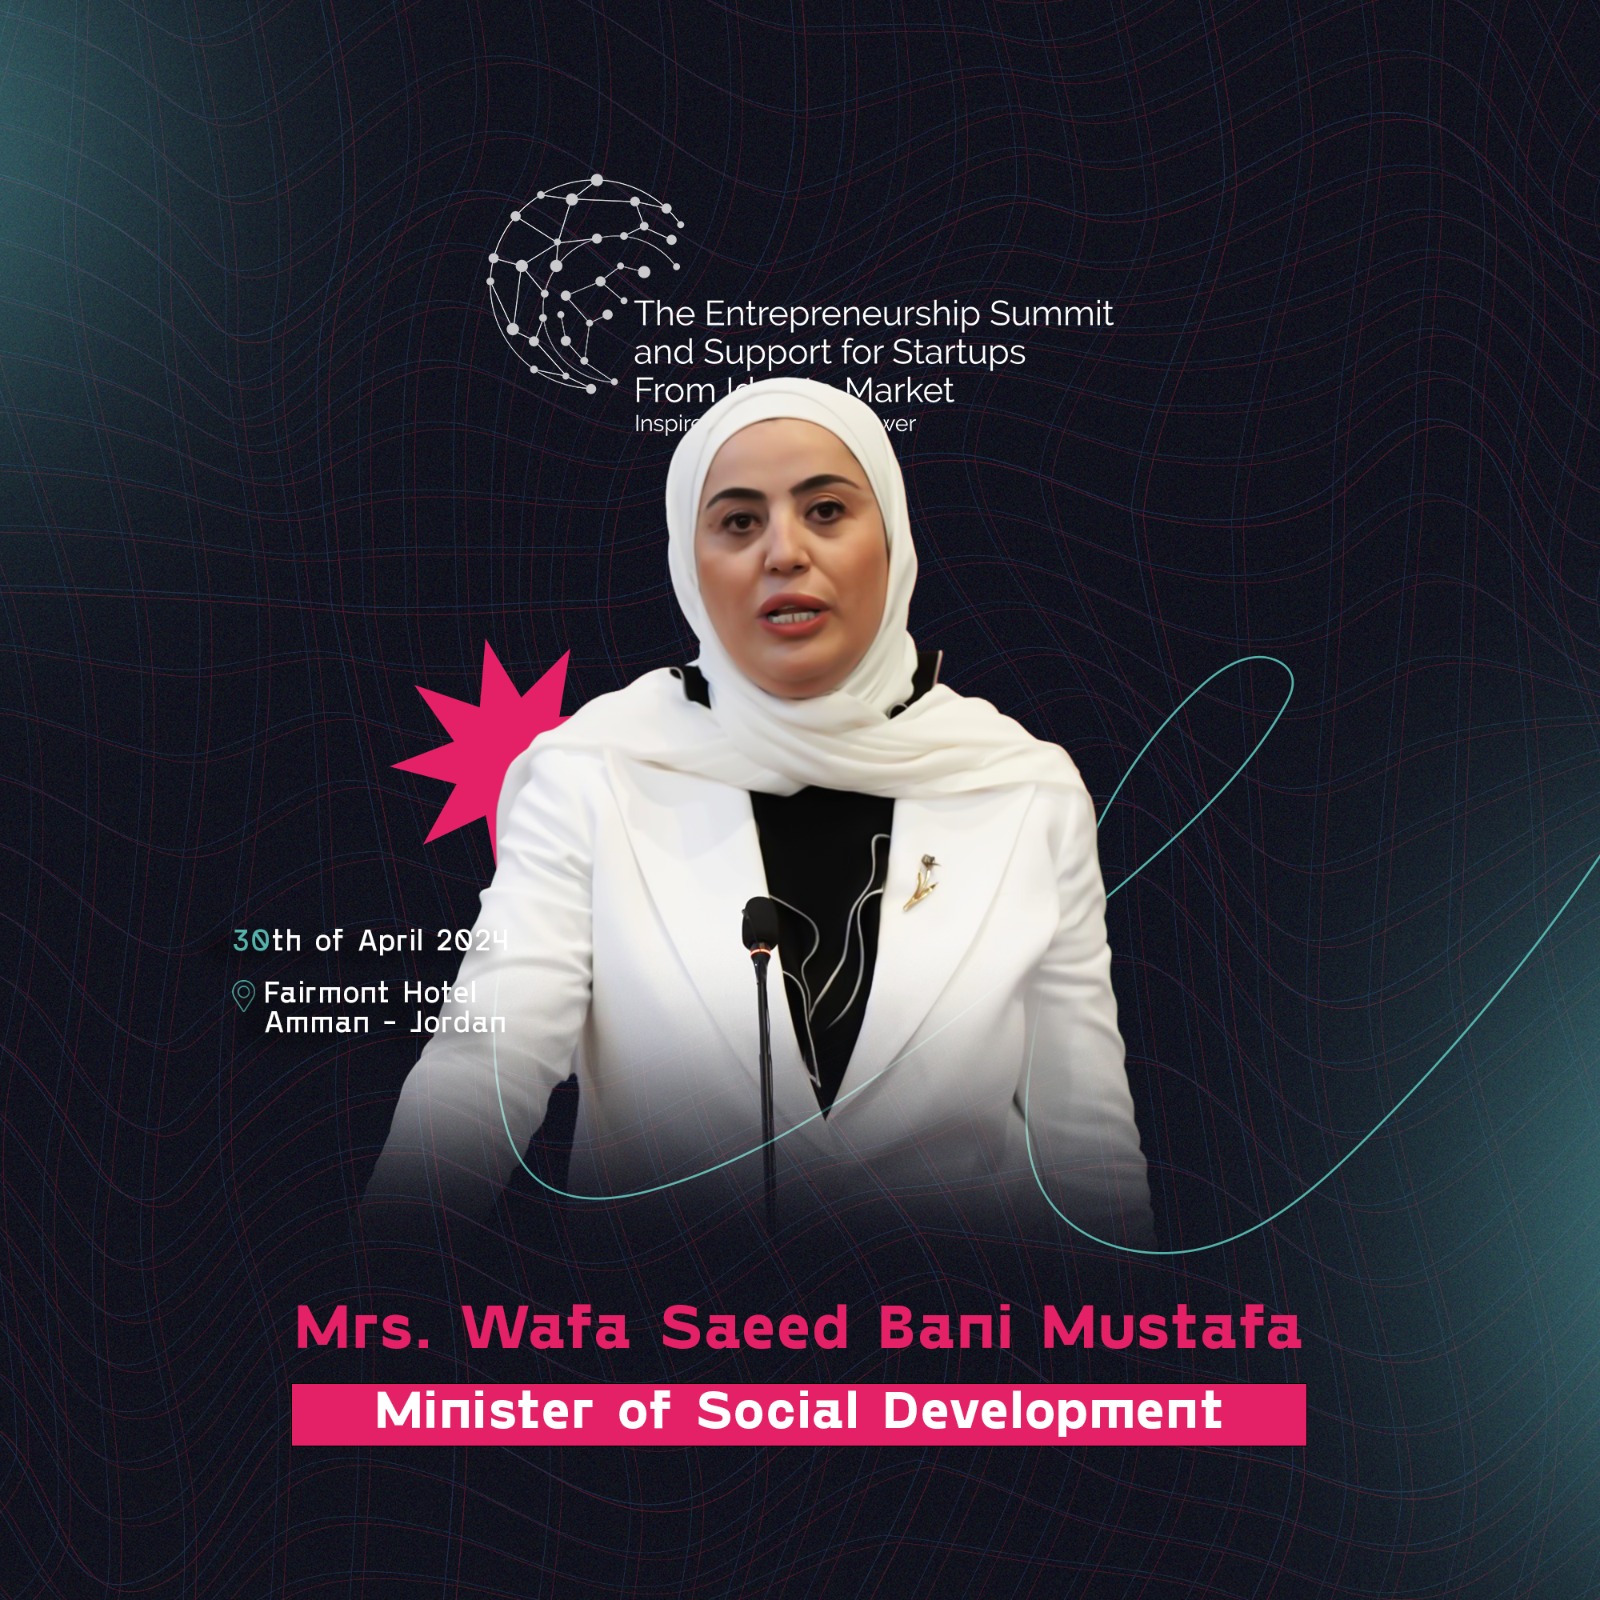 The Entrepreneurship Summit
and Support for Startups
From Market
30th of April 2024
Fairmont Hotel
Amman - Jordan
Mrs. Wafa Saeed Bani Mustafa
Minister of Social Development